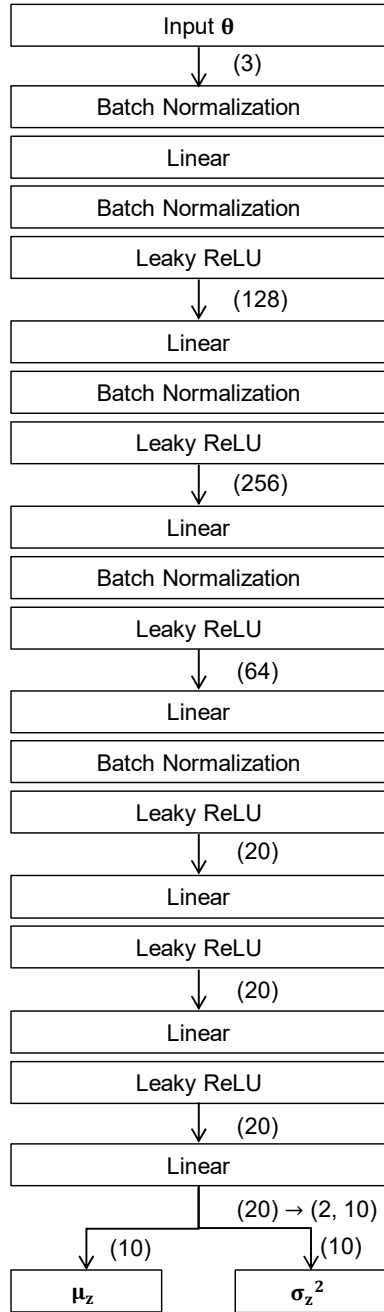 Input θ
(3)
Batch Normalization
Linear
Batch Normalization
Leaky ReLU
(128)
Linear
Batch Normalization
Leaky ReLU
(256)
Linear
Batch Normalization
Leaky ReLU
(64)
Linear
Batch Normalization
Leaky ReLU
(20)
Linear
Leaky ReLU
(20)
Linear
Leaky ReLU
(20)
Linear
(20) → (2, 10)
(10) (10)
μz σz²